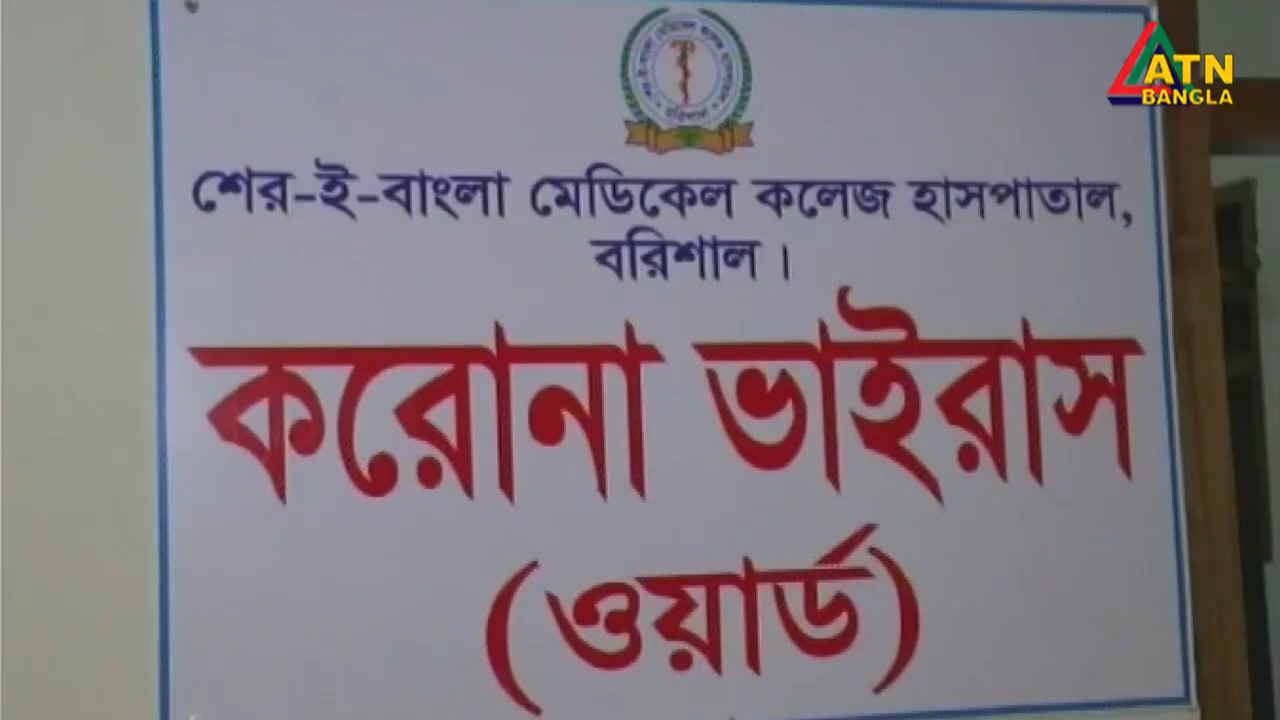 ATN
BANGLA
শের-ই-বাংলা মেডিকেল কলেজ হাসপাতাল,
বরিশাল।
করোনা ভাইরাস
(ওয়ার্ড)